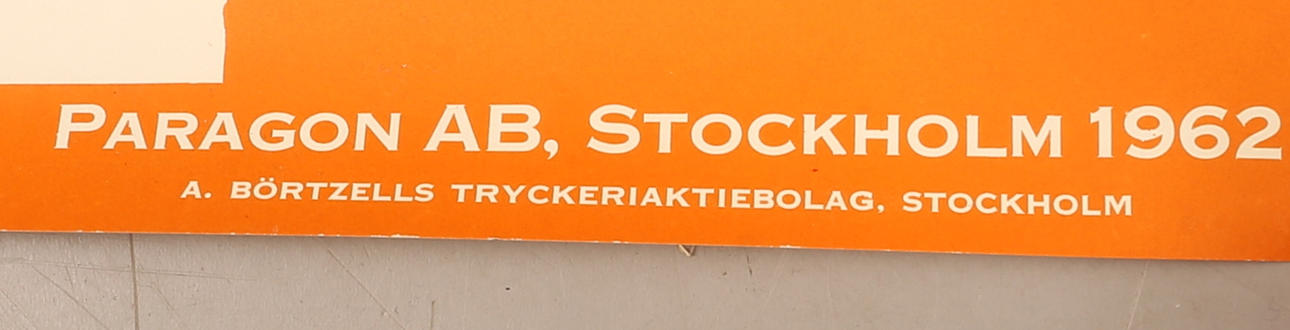 PARAGON AB, STOCKHOLM 1962
A. BÖRTZELLS TRYCKERIAKTIEBOLAG, STOCKHOLM